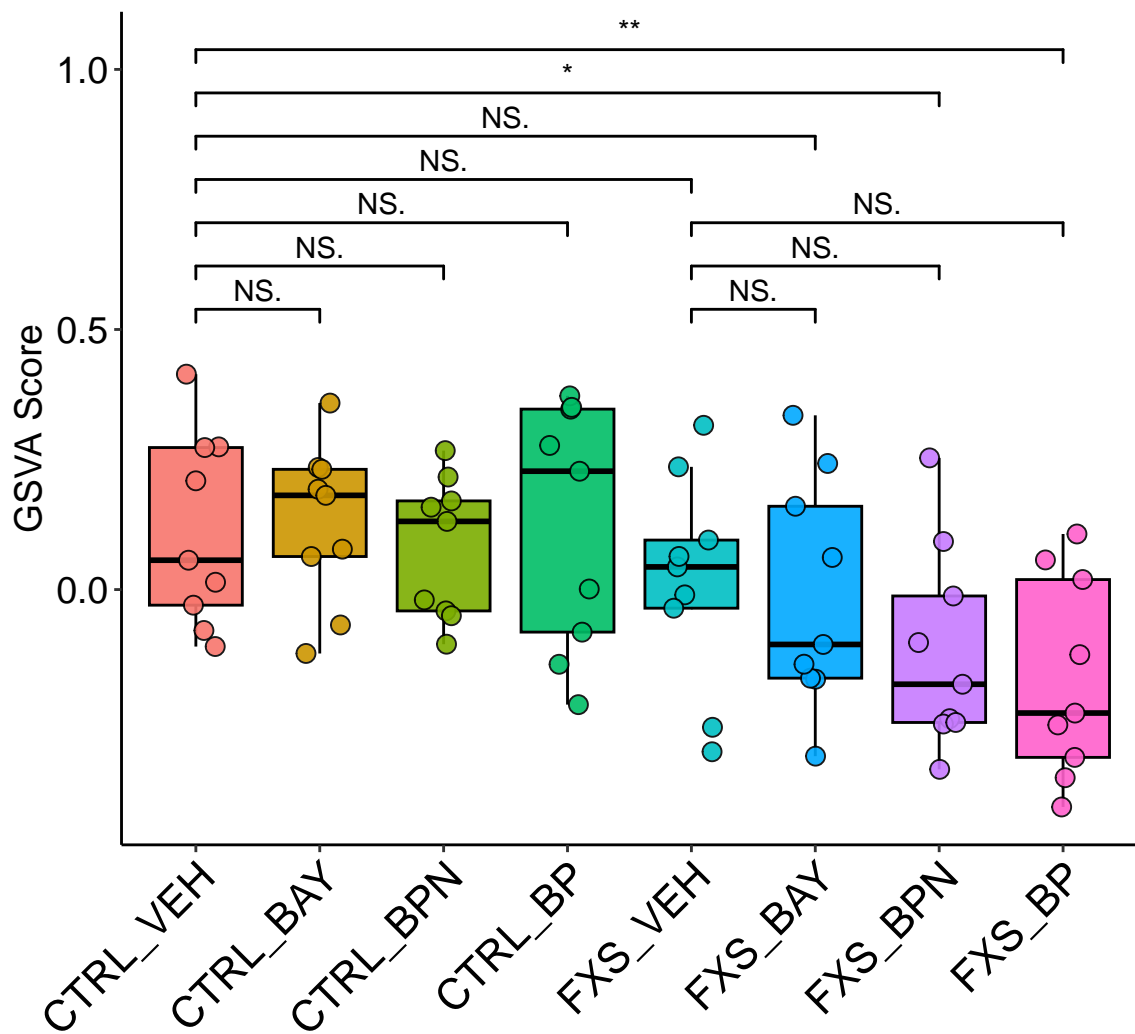 **
1.0
*
NS.
NS.
NS.
NS.
NS.
NS.
NS.
NS.
0.5
GSVA Score
0.0
CTRL_VEH
CTRL_BAY
CTRL_BPN
CTRL_BP
FXS_VEH
FXS_BAY
FXS_BPN
FXS_BP